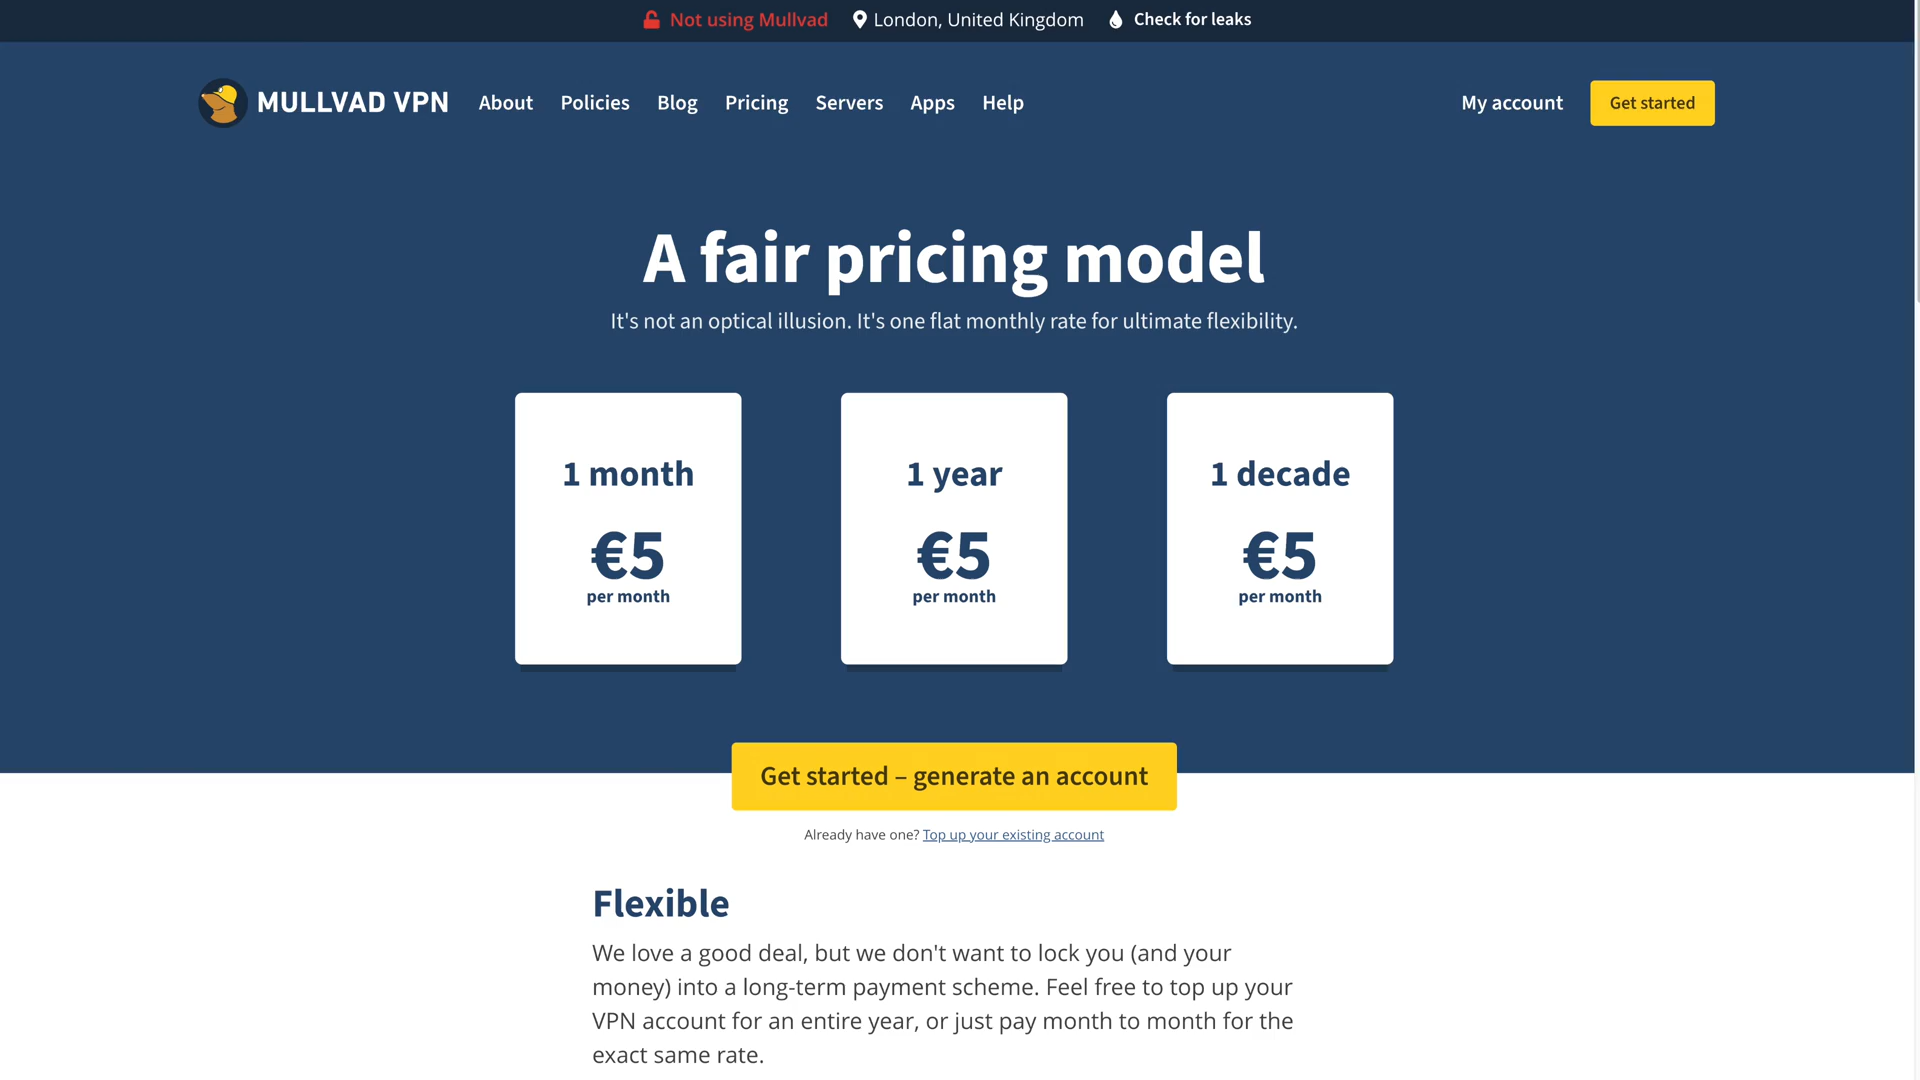 Not using Mullvad London, United Kingdom Check for leaks
MULLVAD VPN About Policies Blog Pricing Servers Apps Help My account Get started
A fair pricing model
It's not an optical illusion. It's one flat monthly rate for ultimate flexibility.
1 month
€5
per month
1 year
€5
per month
1 decade
€5
per month
Get started – generate an account
Already have one? Top up your existing account
Flexible
We love a good deal, but we don't want to lock you (and your
money) into a long-term payment scheme. Feel free to top up your
VPN account for an entire year, or just pay month to month for the
exact same rate.